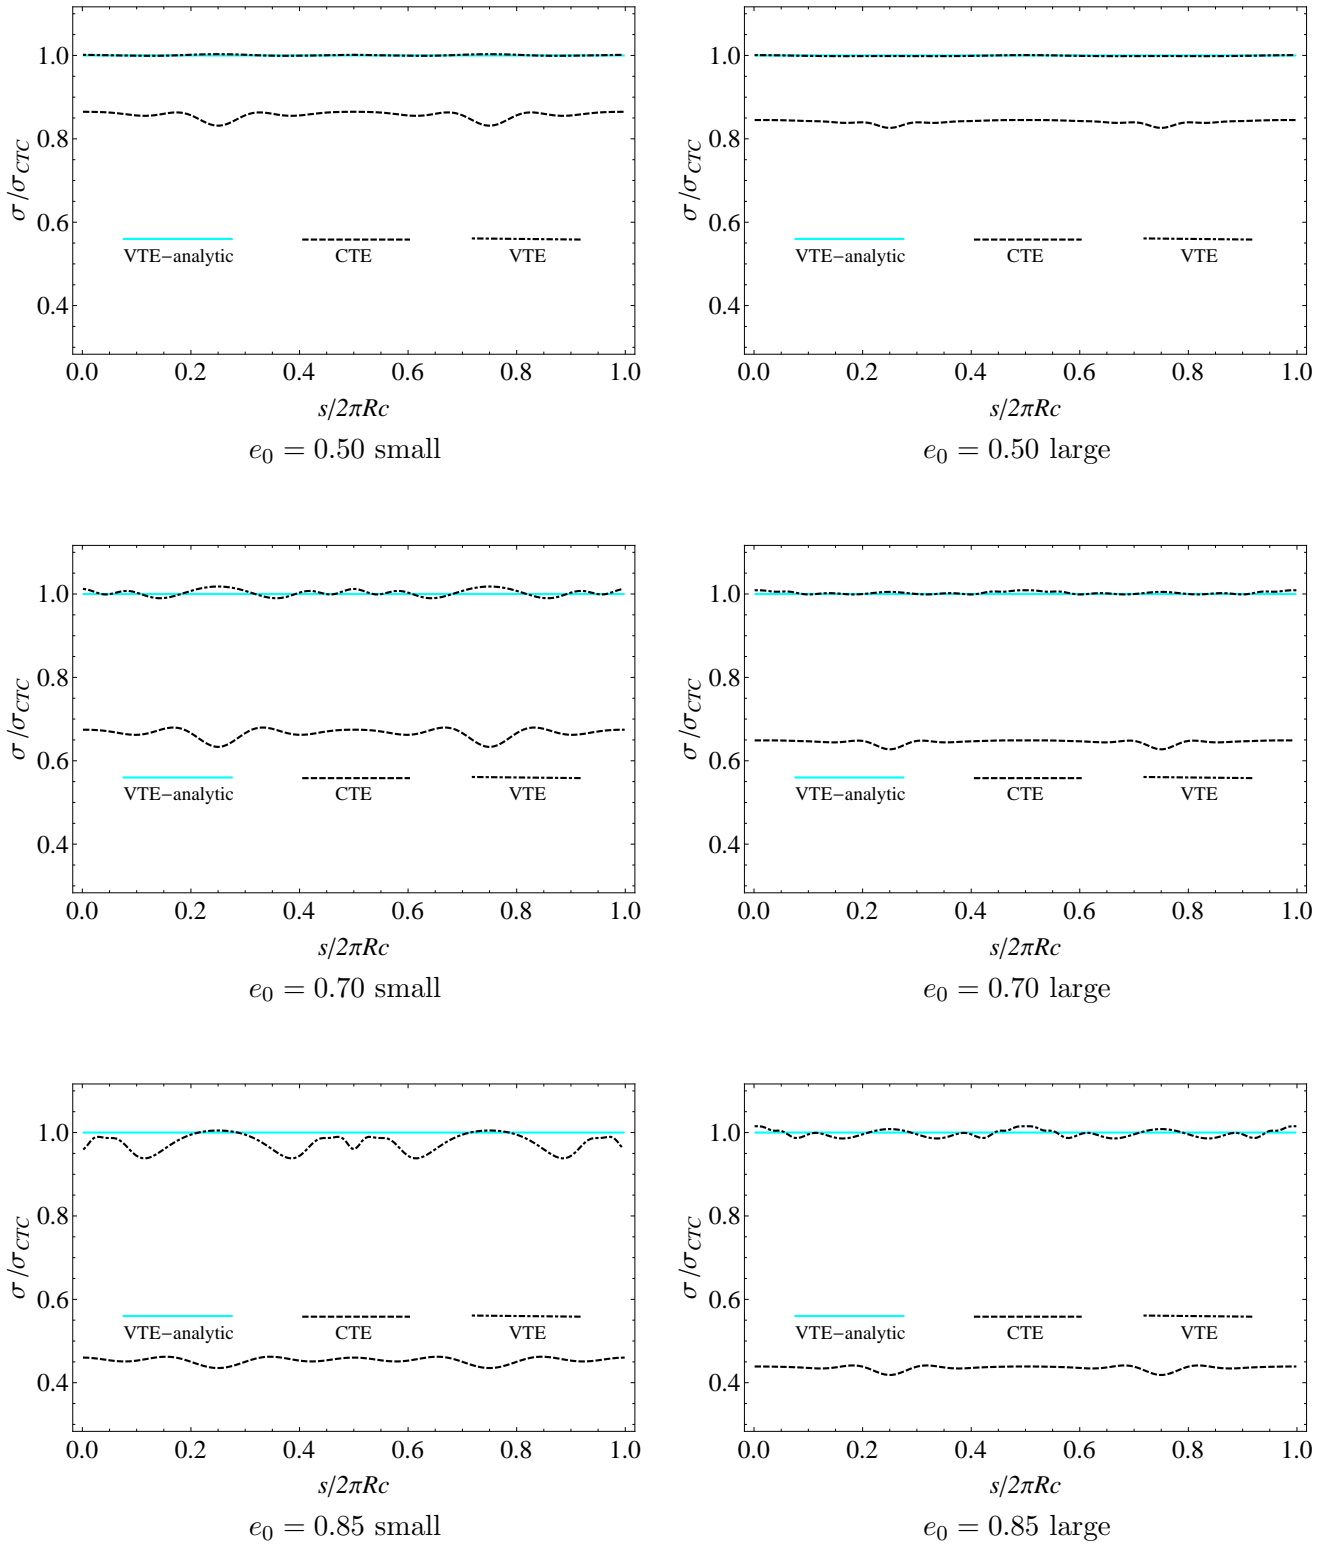 1.0 0.8 0.6 0.4
σ/σCTC
VTE−analytic CTE VTE
0.0 0.2 0.4 0.6 0.8 1.0
s/2πRc
e0 = 0.50 small
1.0 0.8 0.6 0.4
σ/σCTC
VTE−analytic CTE VTE
0.0 0.2 0.4 0.6 0.8 1.0
s/2πRc
e0 = 0.50 large
1.0 0.8 0.6 0.4
σ/σCTC
VTE−analytic CTE VTE
0.0 0.2 0.4 0.6 0.8 1.0
s/2πRc
e0 = 0.70 small
1.0 0.8 0.6 0.4
σ/σCTC
VTE−analytic CTE VTE
0.0 0.2 0.4 0.6 0.8 1.0
s/2πRc
e0 = 0.70 large
1.0 0.8 0.6 0.4
σ/σCTC
VTE−analytic CTE VTE
0.0 0.2 0.4 0.6 0.8 1.0
s/2πRc
e0 = 0.85 small
1.0 0.8 0.6 0.4
σ/σCTC
VTE−analytic CTE VTE
0.0 0.2 0.4 0.6 0.8 1.0
s/2πRc
e0 = 0.85 large